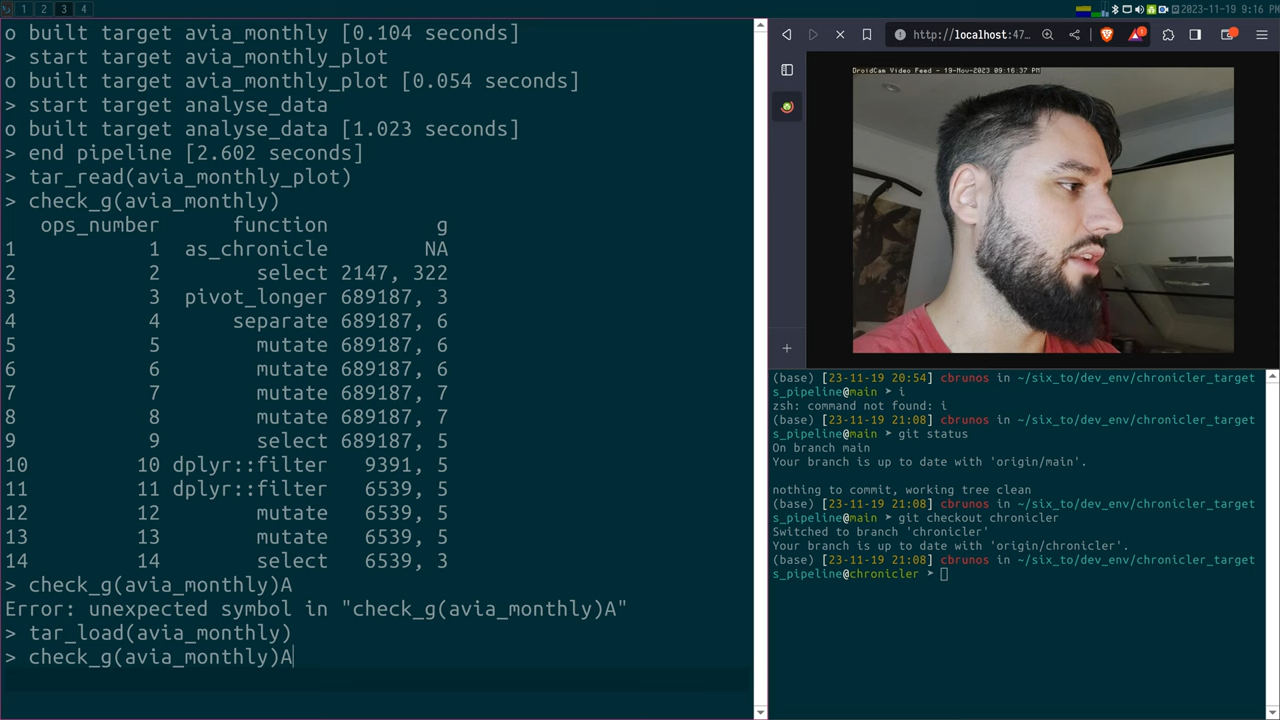 1 2 3 4
2023-11-19 9:16 PM
o built target avia_monthly [0.104 seconds]
> start target avia_monthly_plot
o built target avia_monthly_plot [0.054 seconds]
> start target analyse_data
o built target analyse_data [1.023 seconds]
> end pipeline [2.602 seconds]
> tar_read(avia_monthly_plot)
> check_g(avia_monthly)
ops_number function g
1 1 as_chronicle NA
2 2 select 2147, 322
3 3 pivot_longer 689187, 3
4 4 separate 689187, 6
5 5 mutate 689187, 6
6 6 mutate 689187, 6
7 7 mutate 689187, 7
8 8 mutate 689187, 7
9 9 select 689187, 5
10 10 dplyr::filter 9391, 5
11 11 dplyr::filter 6539, 5
12 12 mutate 6539, 5
13 13 mutate 6539, 5
14 14 select 6539, 3
> check_g(avia_monthly)A
Error: unexpected symbol in "check_g(avia_monthly)A"
> tar_load(avia_monthly)
> check_g(avia_monthly)A
http://localhost:47…
1
DroidCam Video Feed - 19-Nov-2023 09:16:37 PM
(base) [23-11-19 20:54] cbrunos in ~/six_to/dev_env/chronicler_target
s_pipeline@main ➤ i
zsh: command not found: i
(base) [23-11-19 21:08] cbrunos in ~/six_to/dev_env/chronicler_target
s_pipeline@main ➤ git status
On branch main
Your branch is up to date with 'origin/main'.
nothing to commit, working tree clean
(base) [23-11-19 21:08] cbrunos in ~/six_to/dev_env/chronicler_target
s_pipeline@main ➤ git checkout chronicler
Switched to branch 'chronicler'
Your branch is up to date with 'origin/chronicler'.
(base) [23-11-19 21:08] cbrunos in ~/six_to/dev_env/chronicler_target
s_pipeline@chronicler ➤